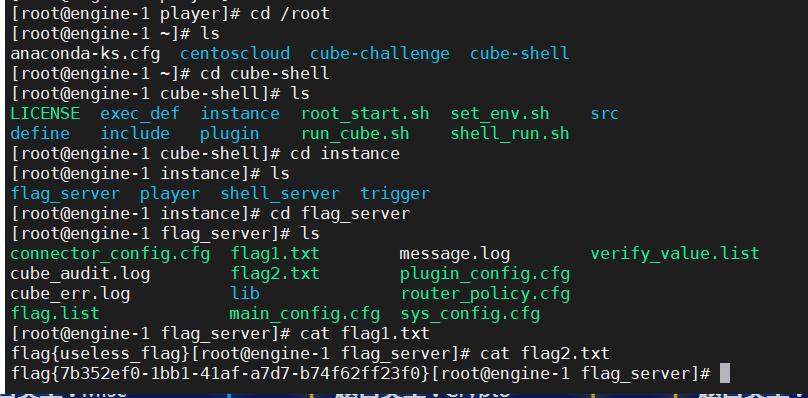 [root@engine-1 player]# cd /root
[root@engine-1 ~]# ls
anaconda-ks.cfg  centoscloud  cube-challenge  cube-shell
[root@engine-1 ~]# cd cube-shell
[root@engine-1 cube-shell]# ls
LICENSE  exec_def  instance  root_start.sh  set_env.sh  src
define  include  plugin  run_cube.sh  shell_run.sh
[root@engine-1 cube-shell]# cd instance
[root@engine-1 instance]# ls
flag_server  player  shell_server  trigger
[root@engine-1 instance]# cd flag_server
[root@engine-1 flag_server]# ls
connector_config.cfg  flag1.txt  message.log  verify_value.list
cube_audit.log  flag2.txt  plugin_config.cfg
cube_err.log  lib  router_policy.cfg
flag.list  main_config.cfg  sys_config.cfg
[root@engine-1 flag_server]# cat flag1.txt
flag{useless_flag}[root@engine-1 flag_server]# cat flag2.txt
flag{7b352ef0-1bb1-41af-a7d7-b74f62ff23f0}[root@engine-1 flag_server]#